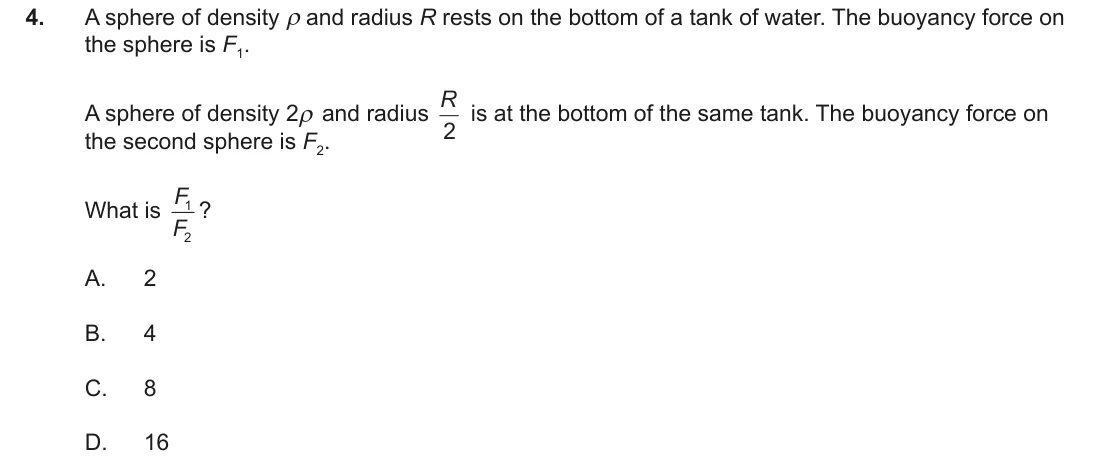 4. A sphere of density ρ and radius R rests on the bottom of a tank of water. The buoyancy force on
the sphere is F₁.
A sphere of density 2ρ and radius R/2 is at the bottom of the same tank. The buoyancy force on
the second sphere is F₂.
What is F₁/F₂?
A. 2
B. 4
C. 8
D. 16